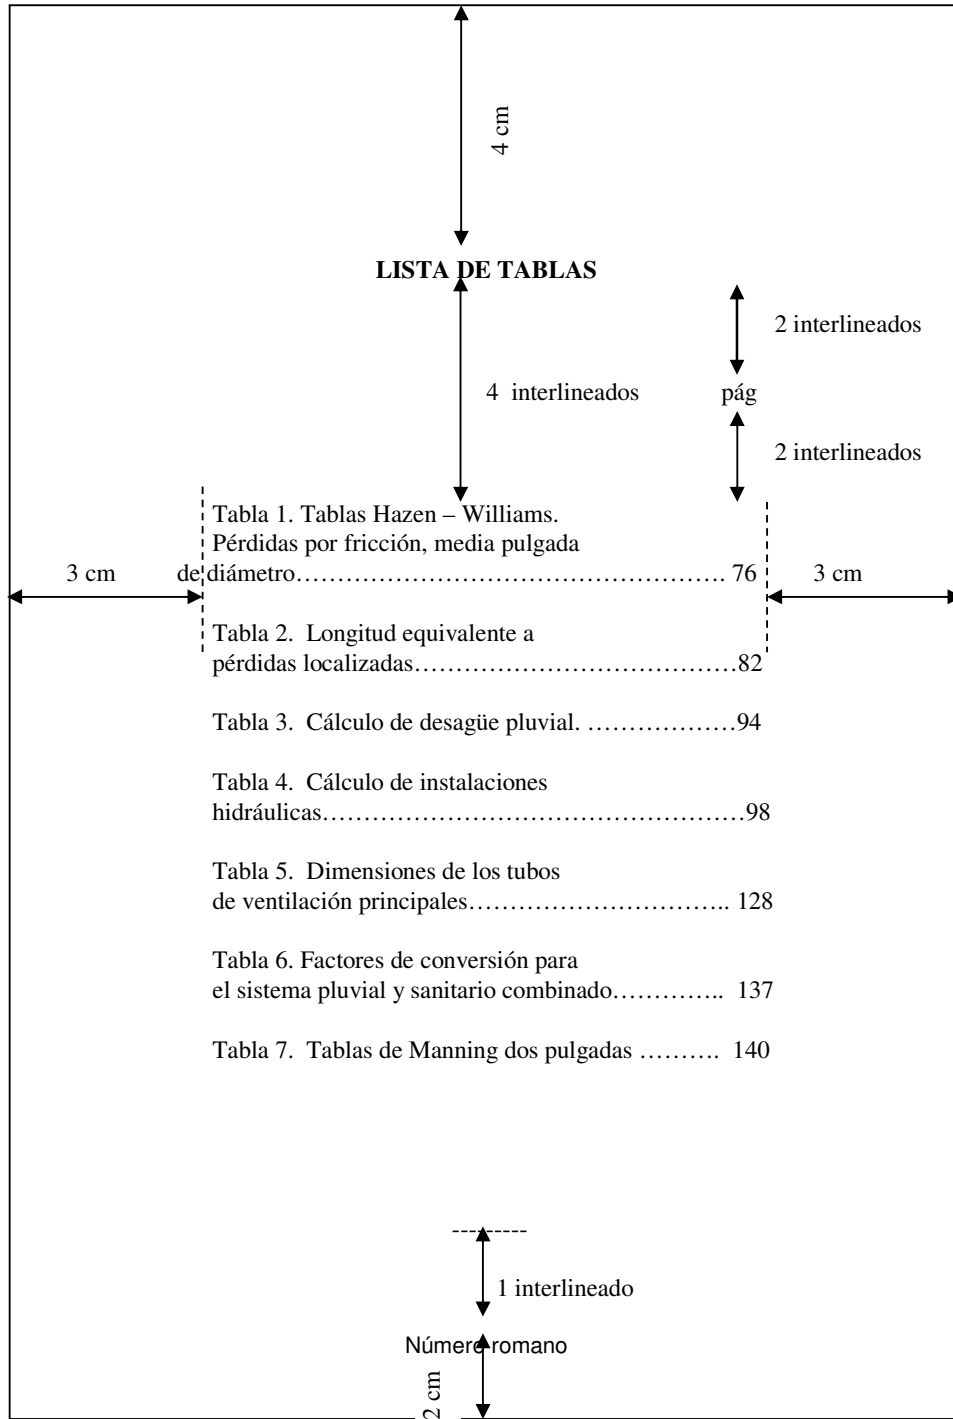 4 cm
LISTA DE TABLAS
2 interlineados
4 interlineados pág
2 interlineados
Tabla 1. Tablas Hazen – Williams.
Pérdidas por fricción, media pulgada
3 cm de diámetro…………………………………………… 76 3 cm
Tabla 2. Longitud equivalente a
pérdidas localizadas…………………………………82
Tabla 3. Cálculo de desagüe pluvial. ………………94
Tabla 4. Cálculo de instalaciones
hidráulicas……………………………………………98
Tabla 5. Dimensiones de los tubos
de ventilación principales……………………….. 128
Tabla 6. Factores de conversión para
el sistema pluvial y sanitario combinado………….. 137
Tabla 7. Tablas de Manning dos pulgadas ………. 140
1 interlineado
Número romano
2 cm